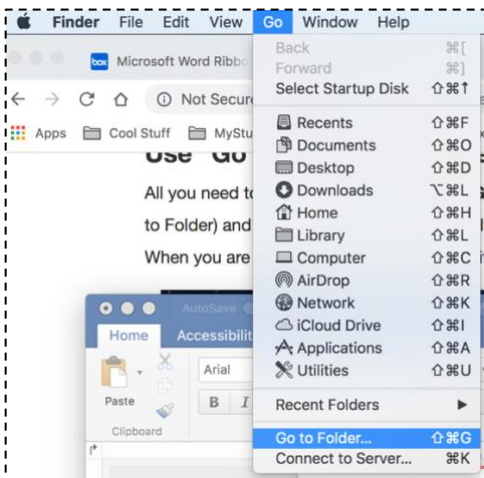 Finder File Edit View Go Window Help
Back ⌘[
Forward ⌘]
Select Startup Disk ⇧⌘↑
Recents ⇧⌘F
Documents ⇧⌘O
Desktop ⇧⌘D
Downloads ⌥⌘L
Home ⇧⌘H
Library ⇧⌘L
Computer ⇧⌘C
AirDrop ⇧⌘R
Network ⇧⌘K
iCloud Drive ⇧⌘I
Applications ⇧⌘A
Utilities ⇧⌘U
Recent Folders ▶
Go to Folder... ⇧⌘G
Connect to Server... ⌘K
box Microsoft Word Ribb
Not Secur
Apps Cool Stuff MyStu
Use "Go
All you need t
to Folder) and
When you are
AutoSave
Home Accessibilit
Paste
Arial
B I
Clipboard